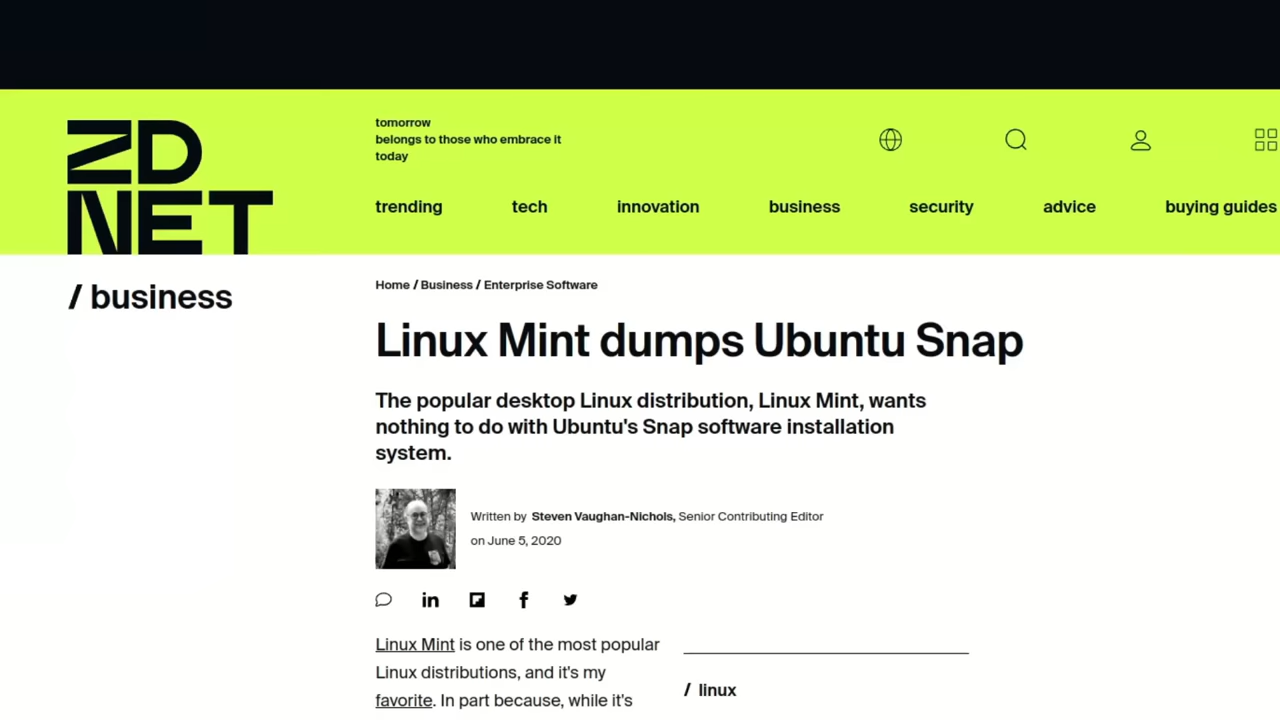 ZD
NET
tomorrow
belongs to those who embrace it
today
trending tech innovation business security advice buying guides
/ business
Home / Business / Enterprise Software
Linux Mint dumps Ubuntu Snap
The popular desktop Linux distribution, Linux Mint, wants
nothing to do with Ubuntu's Snap software installation
system.
Written by Steven Vaughan-Nichols, Senior Contributing Editor
on June 5, 2020
Linux Mint is one of the most popular
Linux distributions, and it's my
favorite. In part because, while it's
/ linux